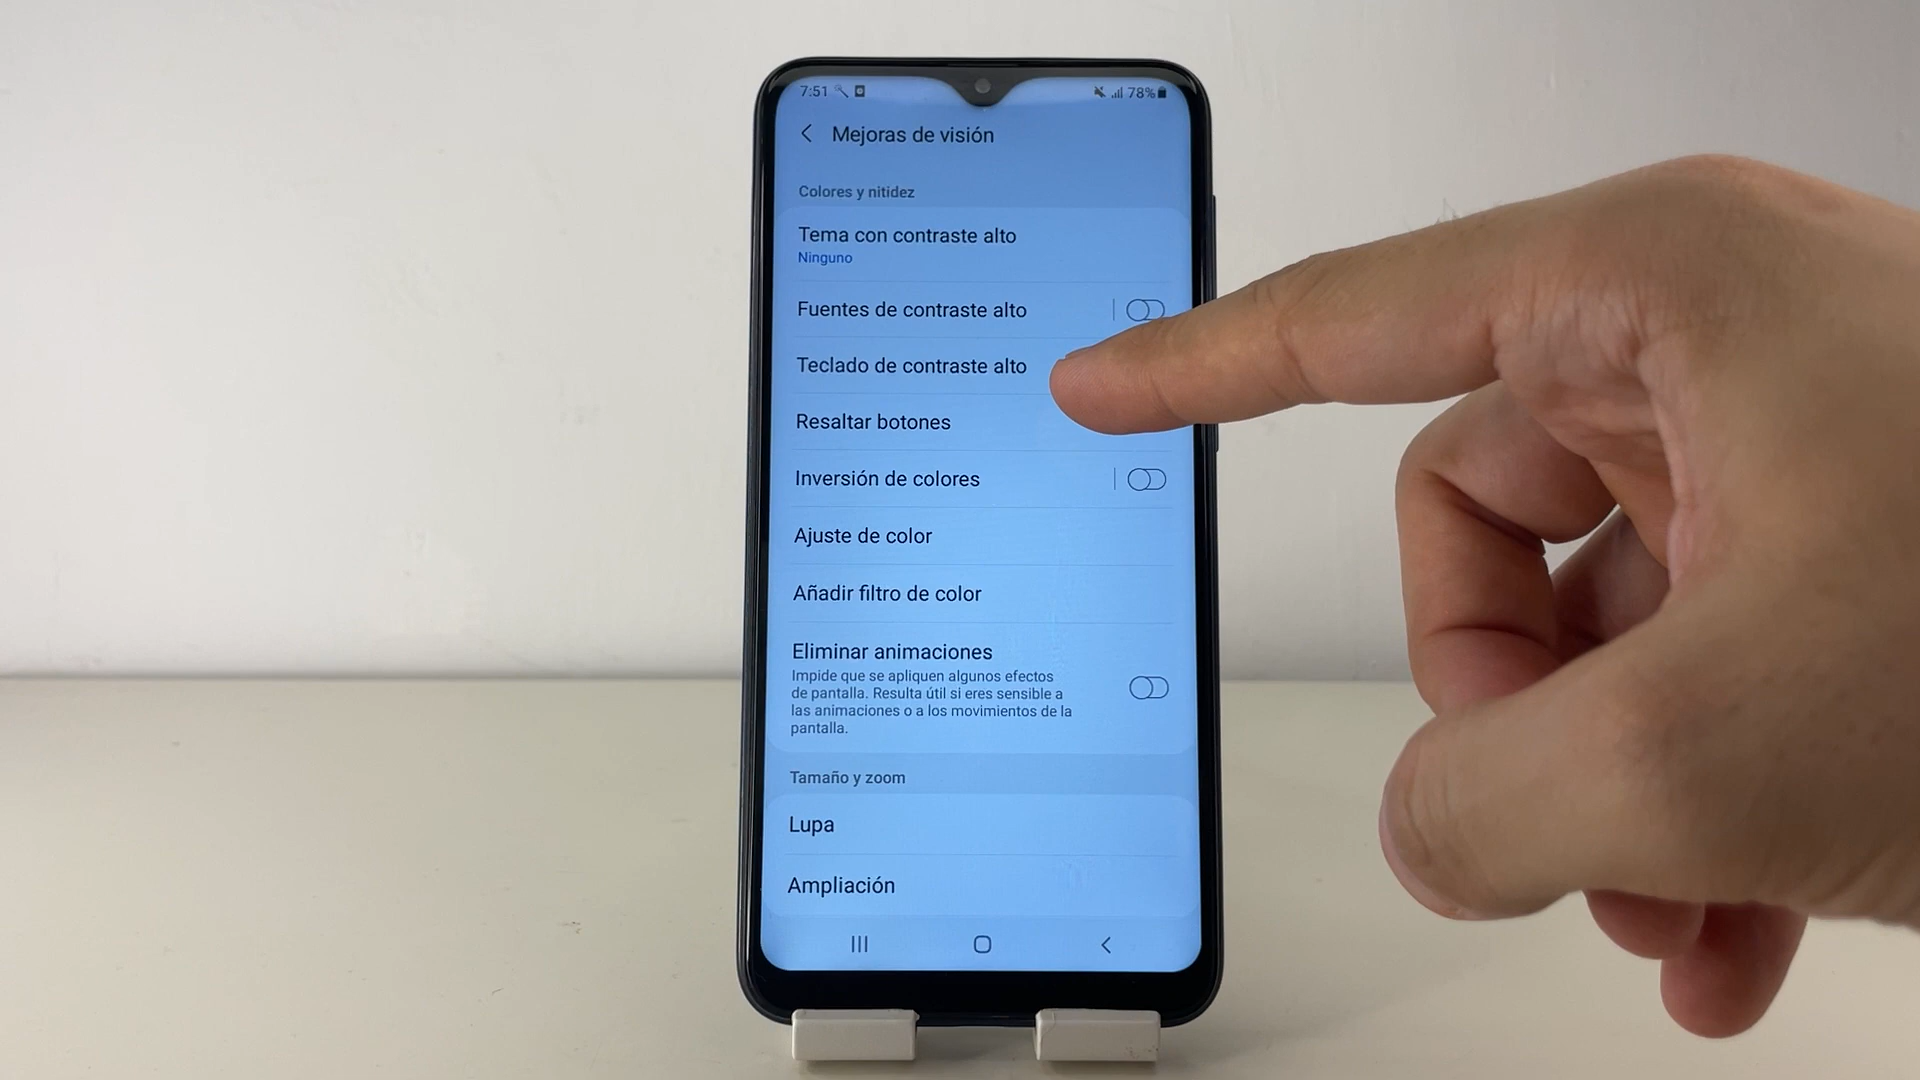 7:51
78%
Mejoras de visión
Colores y nitidez
Tema con contraste alto
Ninguno
Fuentes de contraste alto
Teclado de contraste alto
Resaltar botones
Inversión de colores
Ajuste de color
Añadir filtro de color
Eliminar animaciones
Impide que se apliquen algunos efectos
de pantalla. Resulta útil si eres sensible a
las animaciones o a los movimientos de la
pantalla.
Tamaño y zoom
Lupa
Ampliación